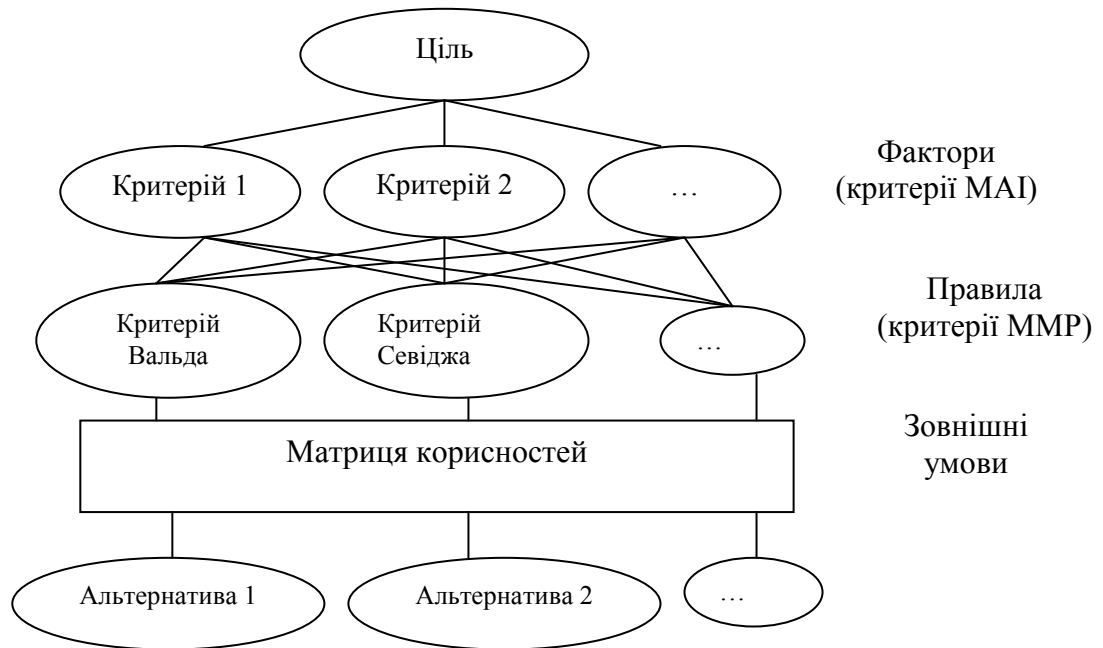 Ціль
Критерій 1
Критерій 2
…
Фактори
(критерії МАІ)
Критерій
Вальда
Критерій
Севіджа
…
Правила
(критерії ММР)
Матриця корисностей
Зовнішні
умови
Альтернатива 1
Альтернатива 2
…